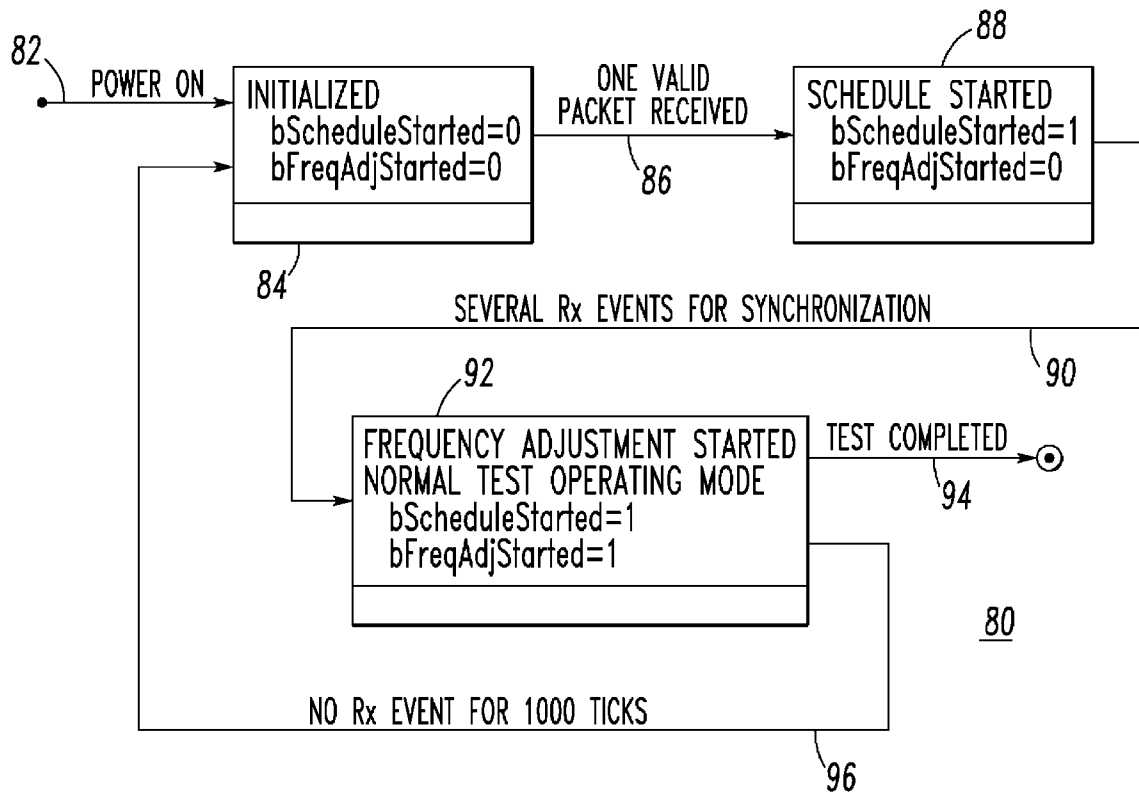 82
POWER ON
INITIALIZED
bScheduleStarted=0
bFreqAdjStarted=0
84
ONE VALID
PACKET RECEIVED
86
88
SCHEDULE STARTED
bScheduleStarted=1
bFreqAdjStarted=0
SEVERAL Rx EVENTS FOR SYNCHRONIZATION
90
92
FREQUENCY ADJUSTMENT STARTED
NORMAL TEST OPERATING MODE
bScheduleStarted=1
bFreqAdjStarted=1
TEST COMPLETED
94
80
NO Rx EVENT FOR 1000 TICKS
96